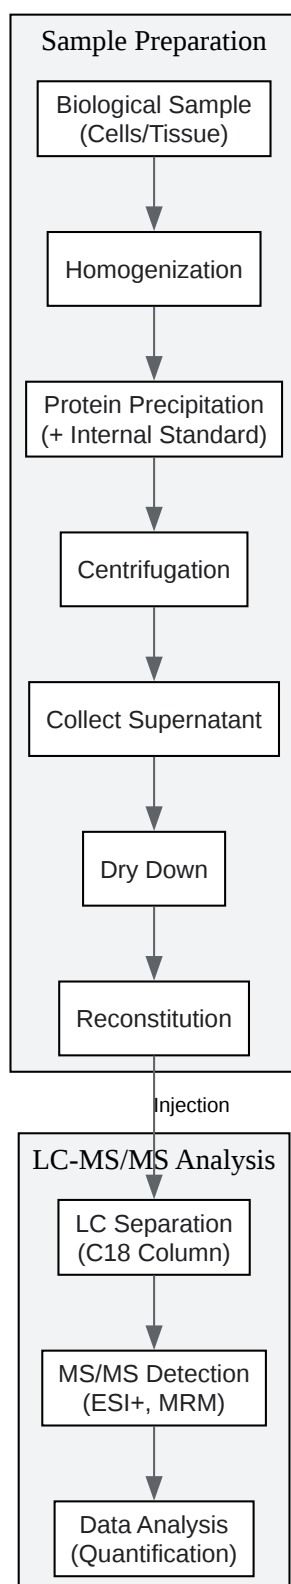 Sample Preparation
Biological Sample
(Cells/Tissue)
Homogenization
Protein Precipitation
(+ Internal Standard)
Centrifugation
Collect Supernatant
Dry Down
Reconstitution
Injection
LC-MS/MS Analysis
LC Separation
(C18 Column)
MS/MS Detection
(ESI+, MRM)
Data Analysis
(Quantification)